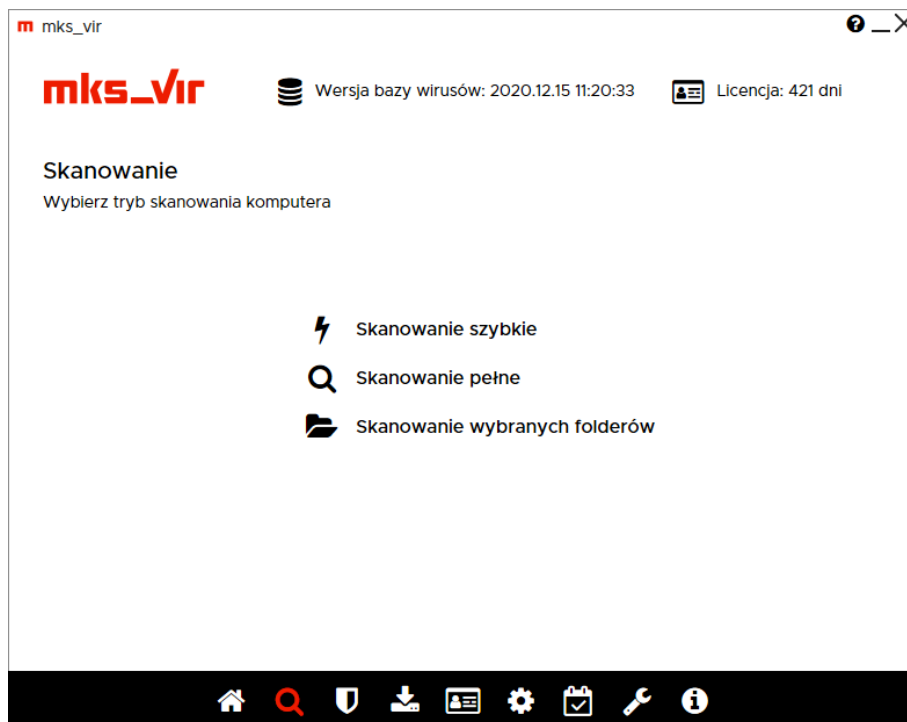 mks_vir
mks_vir
Wersja bazy wirusów: 2020.12.15 11:20:33
Licencja: 421 dni
Skanowanie
Wybierz tryb skanowania komputera
Skanowanie szybkie
Skanowanie pełne
Skanowanie wybranych folderów